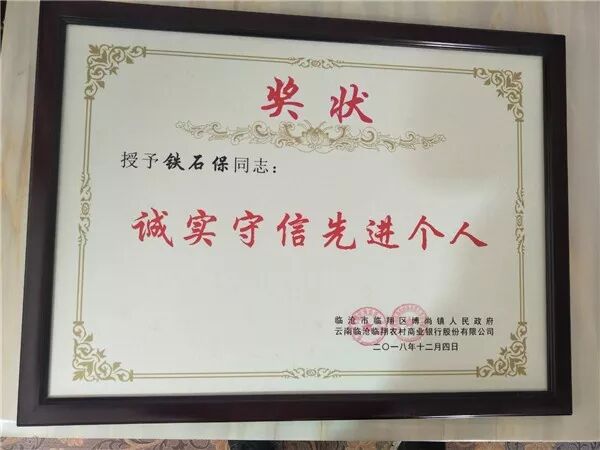 奖状
授予铁石保同志：
诚实守信先进个人
临沧市临翔区博尚镇人民政府
云南临沧临翔农村商业银行股份有限公司
二〇一八年十二月四日